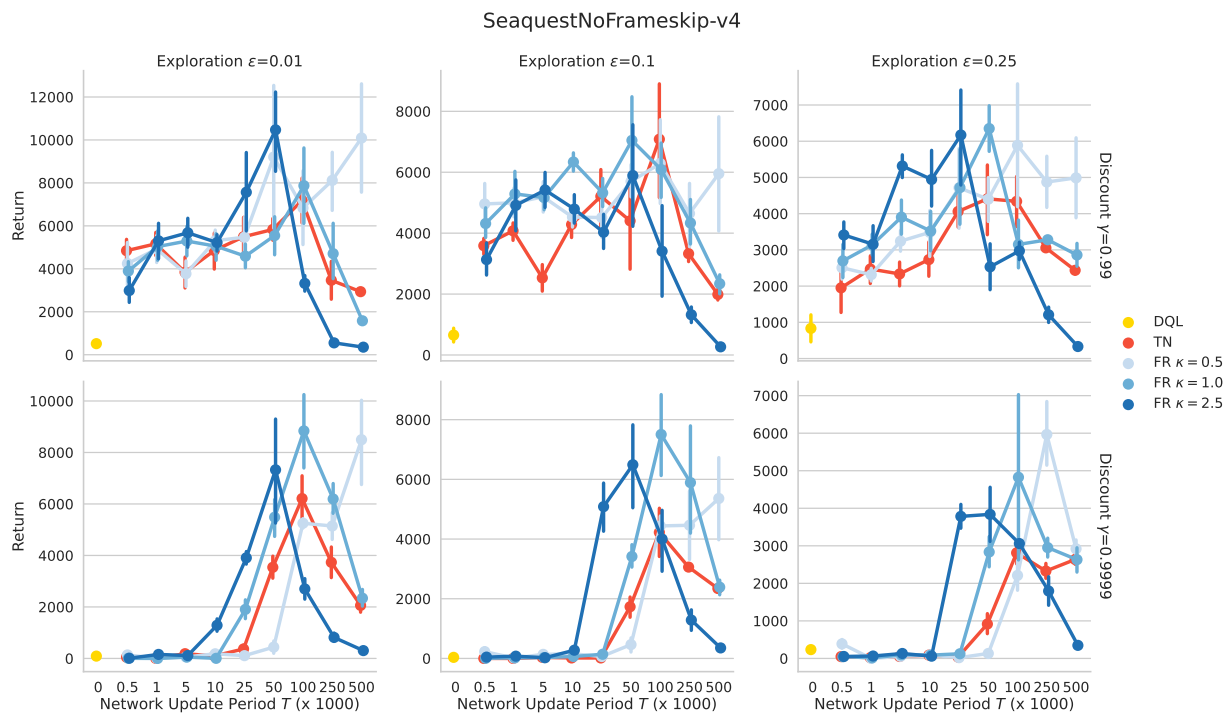 SeaquestNoFrameskip-v4
Exploration ε=0.01
Exploration ε=0.1
Exploration ε=0.25
12000
10000
8000
6000
4000
2000
0
Return
8000
6000
4000
2000
0
7000
6000
5000
4000
3000
2000
1000
0
Discount γ=0.99
DQL
TN
FR κ = 0.5
FR κ = 1.0
FR κ = 2.5
10000
8000
6000
4000
2000
0
Return
8000
6000
4000
2000
0
7000
6000
5000
4000
3000
2000
1000
0
Discount γ=0.9999
0 0.5 1 5 10 25 50 100 250 500
0 0.5 1 5 10 25 50 100 250 500
0 0.5 1 5 10 25 50 100 250 500
Network Update Period T (x 1000)
Network Update Period T (x 1000)
Network Update Period T (x 1000)